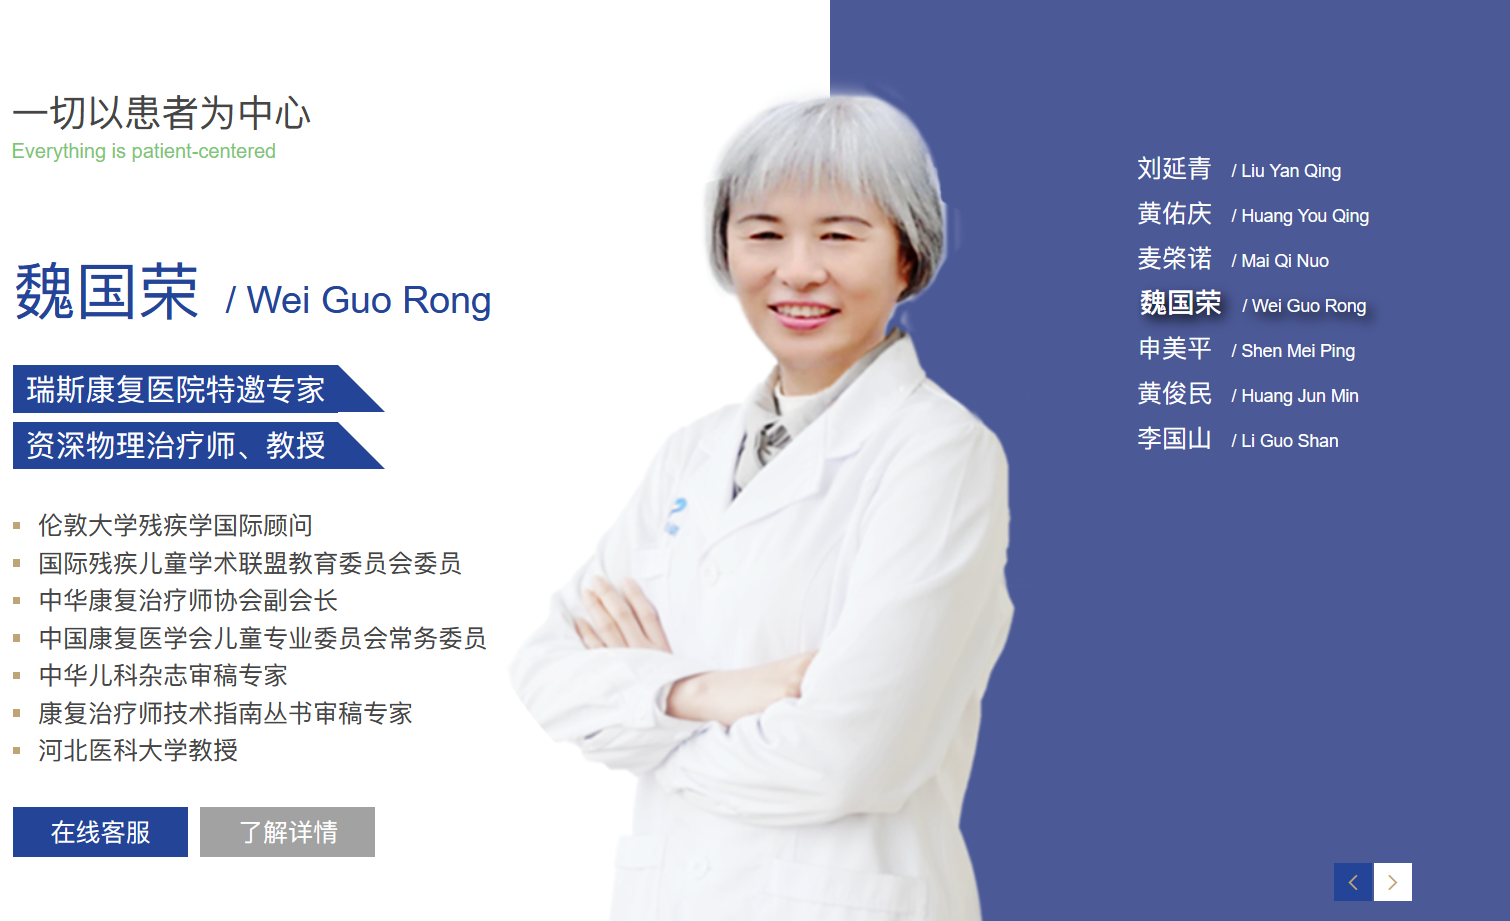 一切以患者为中心
Everything is patient-centered
魏国荣 / Wei Guo Rong
瑞斯康复医院特邀专家
资深物理治疗师、教授
伦敦大学残疾学国际顾问
国际残疾儿童学术联盟教育委员会委员
中华康复治疗师协会副会长
中国康复医学会儿童专业委员会常务委员
中华儿科杂志审稿专家
康复治疗师技术指南丛书审稿专家
河北医科大学教授
在线客服
了解详情
刘延青 / Liu Yan Qing
黄佑庆 / Huang You Qing
麦棨诺 / Mai Qi Nuo
魏国荣 / Wei Guo Rong
申美平 / Shen Mei Ping
黄俊民 / Huang Jun Min
李国山 / Li Guo Shan